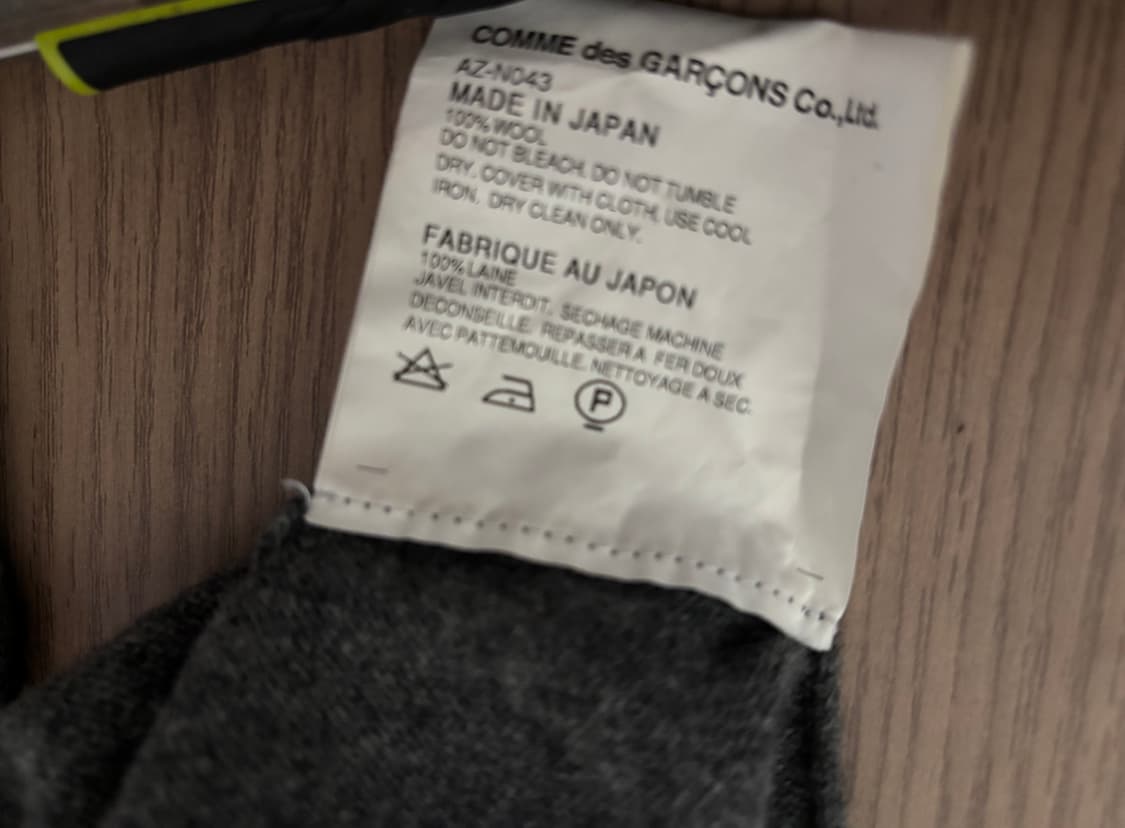 COMME des GARÇONS Co.,Ltd.
AZ-N043
MADE IN JAPAN
100% WOOL
DO NOT BLEACH. DO NOT TUMBLE
DRY. COVER WITH CLOTH, USE COOL
IRON. DRY CLEAN ONLY.
FABRIQUE AU JAPON
100% LAINE
JAVEL INTERDIT. SECHAGE MACHINE
DECONSEILLE. REPASSER A FER DOUX
AVEC PATTEMOUILLE. NETTOYAGE A SEC.
P